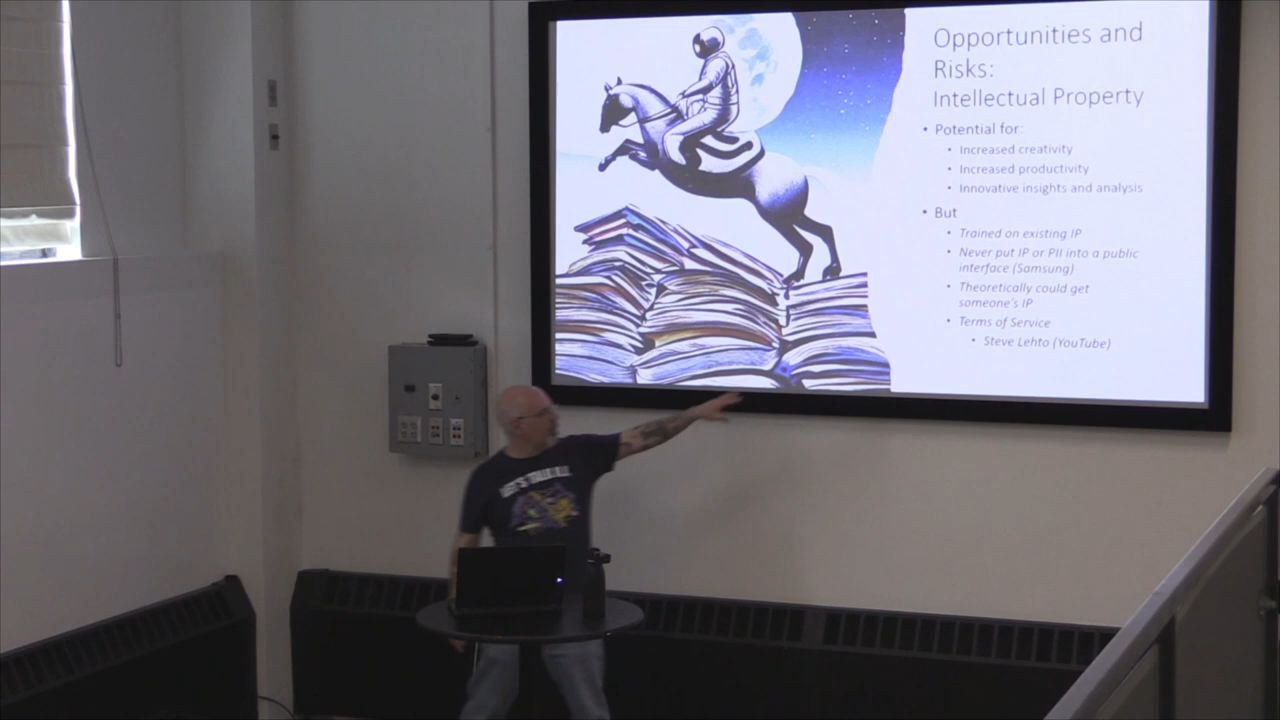 Opportunities and
Risks:
Intellectual Property
• Potential for:
• Increased creativity
• Increased productivity
• Innovative insights and analysis
• But
• Trained on existing IP
• Never put IP or PII into a public
interface (Samsung)
• Theoretically could get
someone's IP
• Terms of Service
• Steve Lehto (YouTube)
LET'S TALK